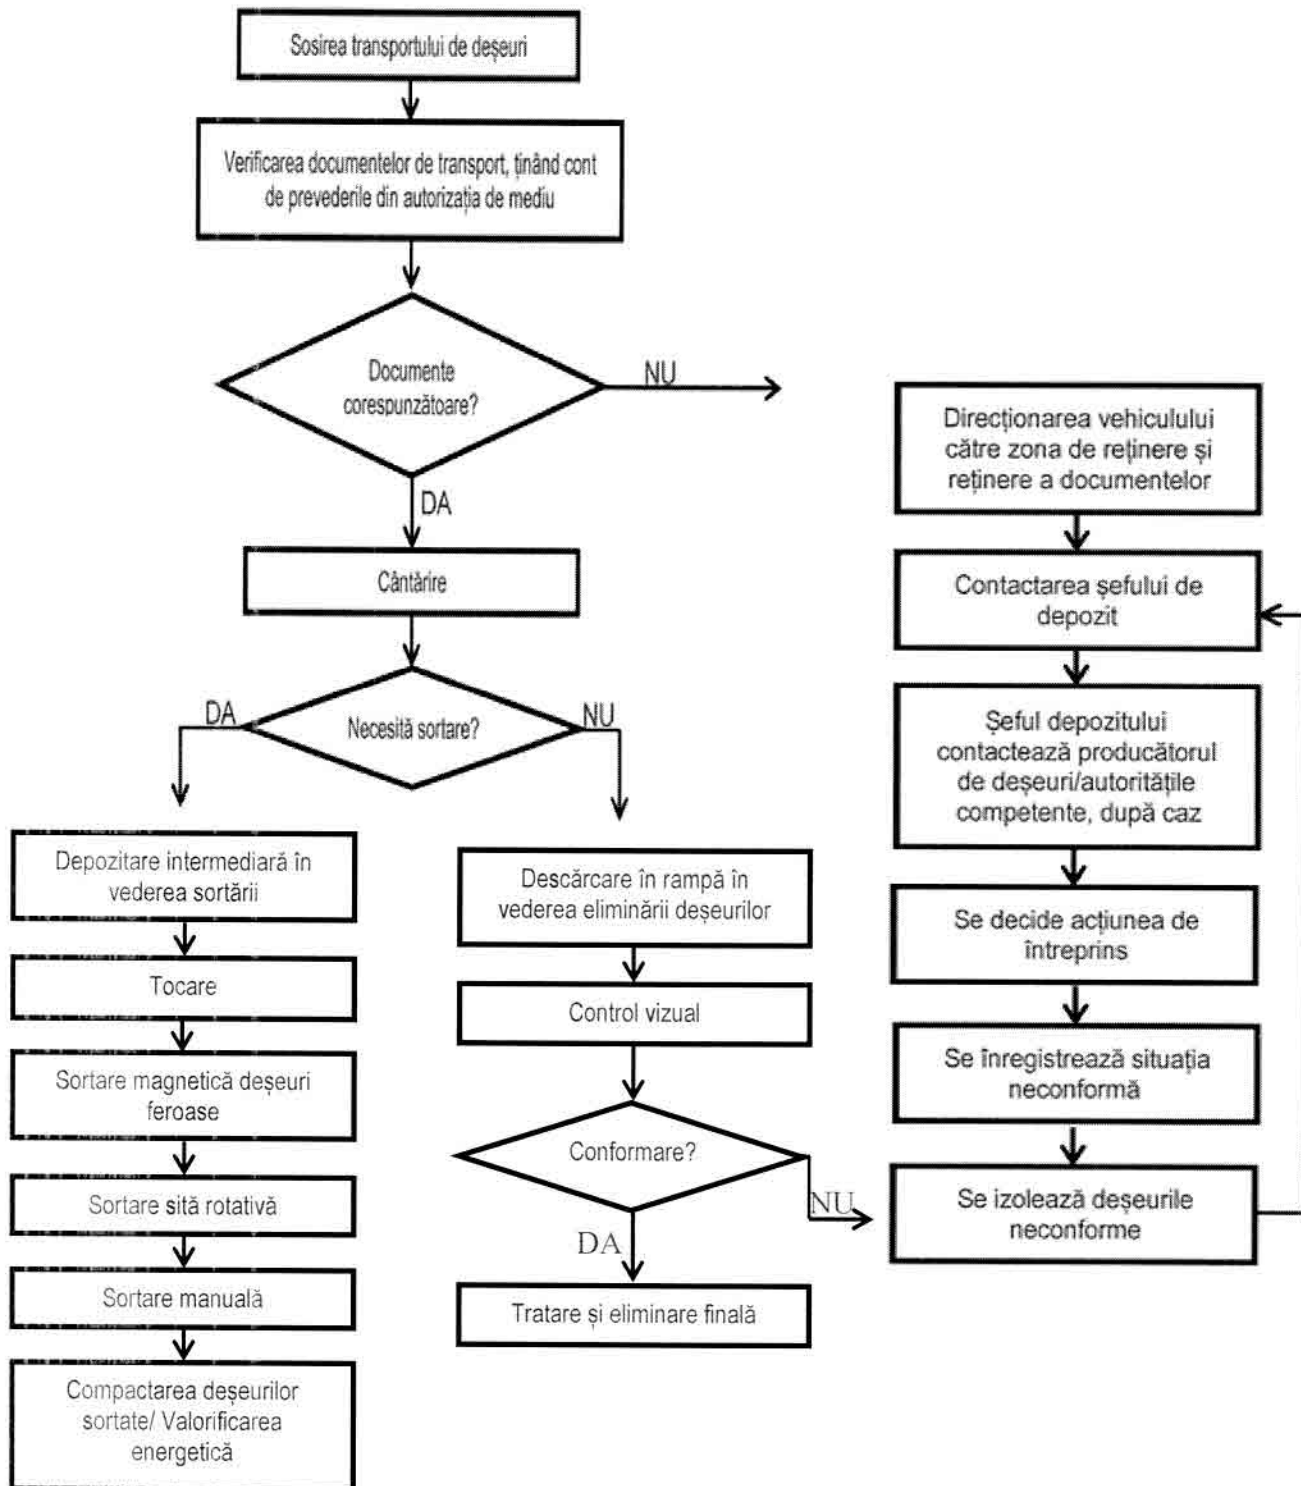 Sosirea transportului de deșeuri
Verificarea documentelor de transport, ținând cont
de prevederile din autorizația de mediu
Documente
corespunzătoare?
NU
DA
Cântărire
Necesită sortare?
DA
NU
Depozitare intermediară în
vederea sortării
Tocare
Sortare magnetică deșeuri
feroase
Sortare sită rotativă
Sortare manuală
Compactarea deșeurilor
sortate/ Valorificarea
energetică
Descărcare în rampă în
vederea eliminării deșeurilor
Control vizual
Conformare?
NU
DA
Tratare și eliminare finală
Direcționarea vehiculului
către zona de reținere și
reținere a documentelor
Contactarea șefului de
depozit
Șeful depozitului
contactează producătorul
de deșeuri/autoritățile
competente, după caz
Se decide acțiunea de
întreprins
Se înregistrează situația
neconformă
Se izolează deșeurile
neconforme